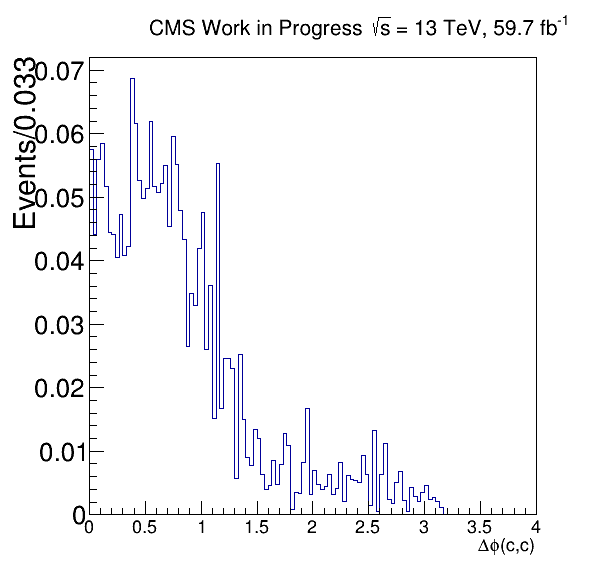 CMS Work in Progress √s = 13 TeV, 59.7 fb⁻¹
Events/0.033
0.07
0.06
0.05
0.04
0.03
0.02
0.01
0
0 0.5 1 1.5 2 2.5 3 3.5 4
Δϕ(c,c)